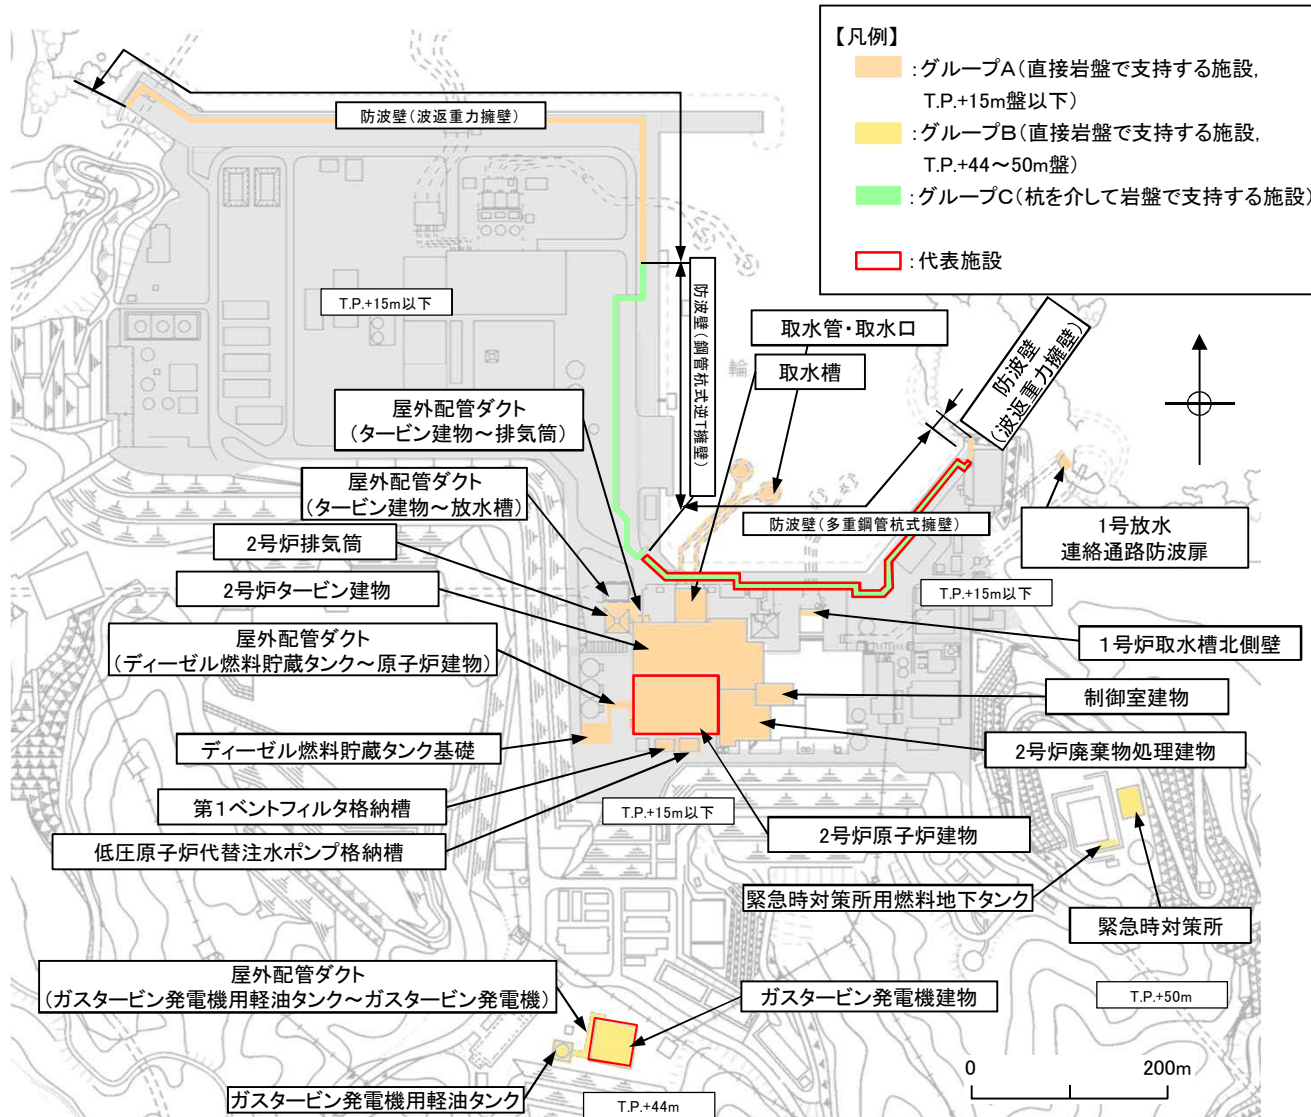 【凡例】
:グループA(直接岩盤で支持する施設,
T.P.+15m盤以下)
:グループB(直接岩盤で支持する施設,
T.P.+44～50m盤)
:グループC(杭を介して岩盤で支持する施設)
:代表施設
防波壁(波返重力擁壁)
T.P.+15m以下
防波壁(鋼管杭式逆T擁壁)
輪
取水管・取水口
取水槽
防波壁
(波返重力擁壁)
屋外配管ダクト
(タービン建物～排気筒)
屋外配管ダクト
(タービン建物～放水槽)
防波壁(多重鋼管杭式擁壁)
1号放水
連絡通路防波扉
2号炉排気筒
2号炉タービン建物
T.P.+15m以下
屋外配管ダクト
(ディーゼル燃料貯蔵タンク～原子炉建物)
1号炉取水槽北側壁
制御室建物
ディーゼル燃料貯蔵タンク基礎
2号炉廃棄物処理建物
第1ベントフィルタ格納槽
T.P.+15m以下
2号炉原子炉建物
低圧原子炉代替注水ポンプ格納槽
緊急時対策所用燃料地下タンク
緊急時対策所
屋外配管ダクト
(ガスタービン発電機用軽油タンク～ガスタービン発電機)
ガスタービン発電機建物
T.P.+50m
0 200m
ガスタービン発電機用軽油タンク
T.P.+44m